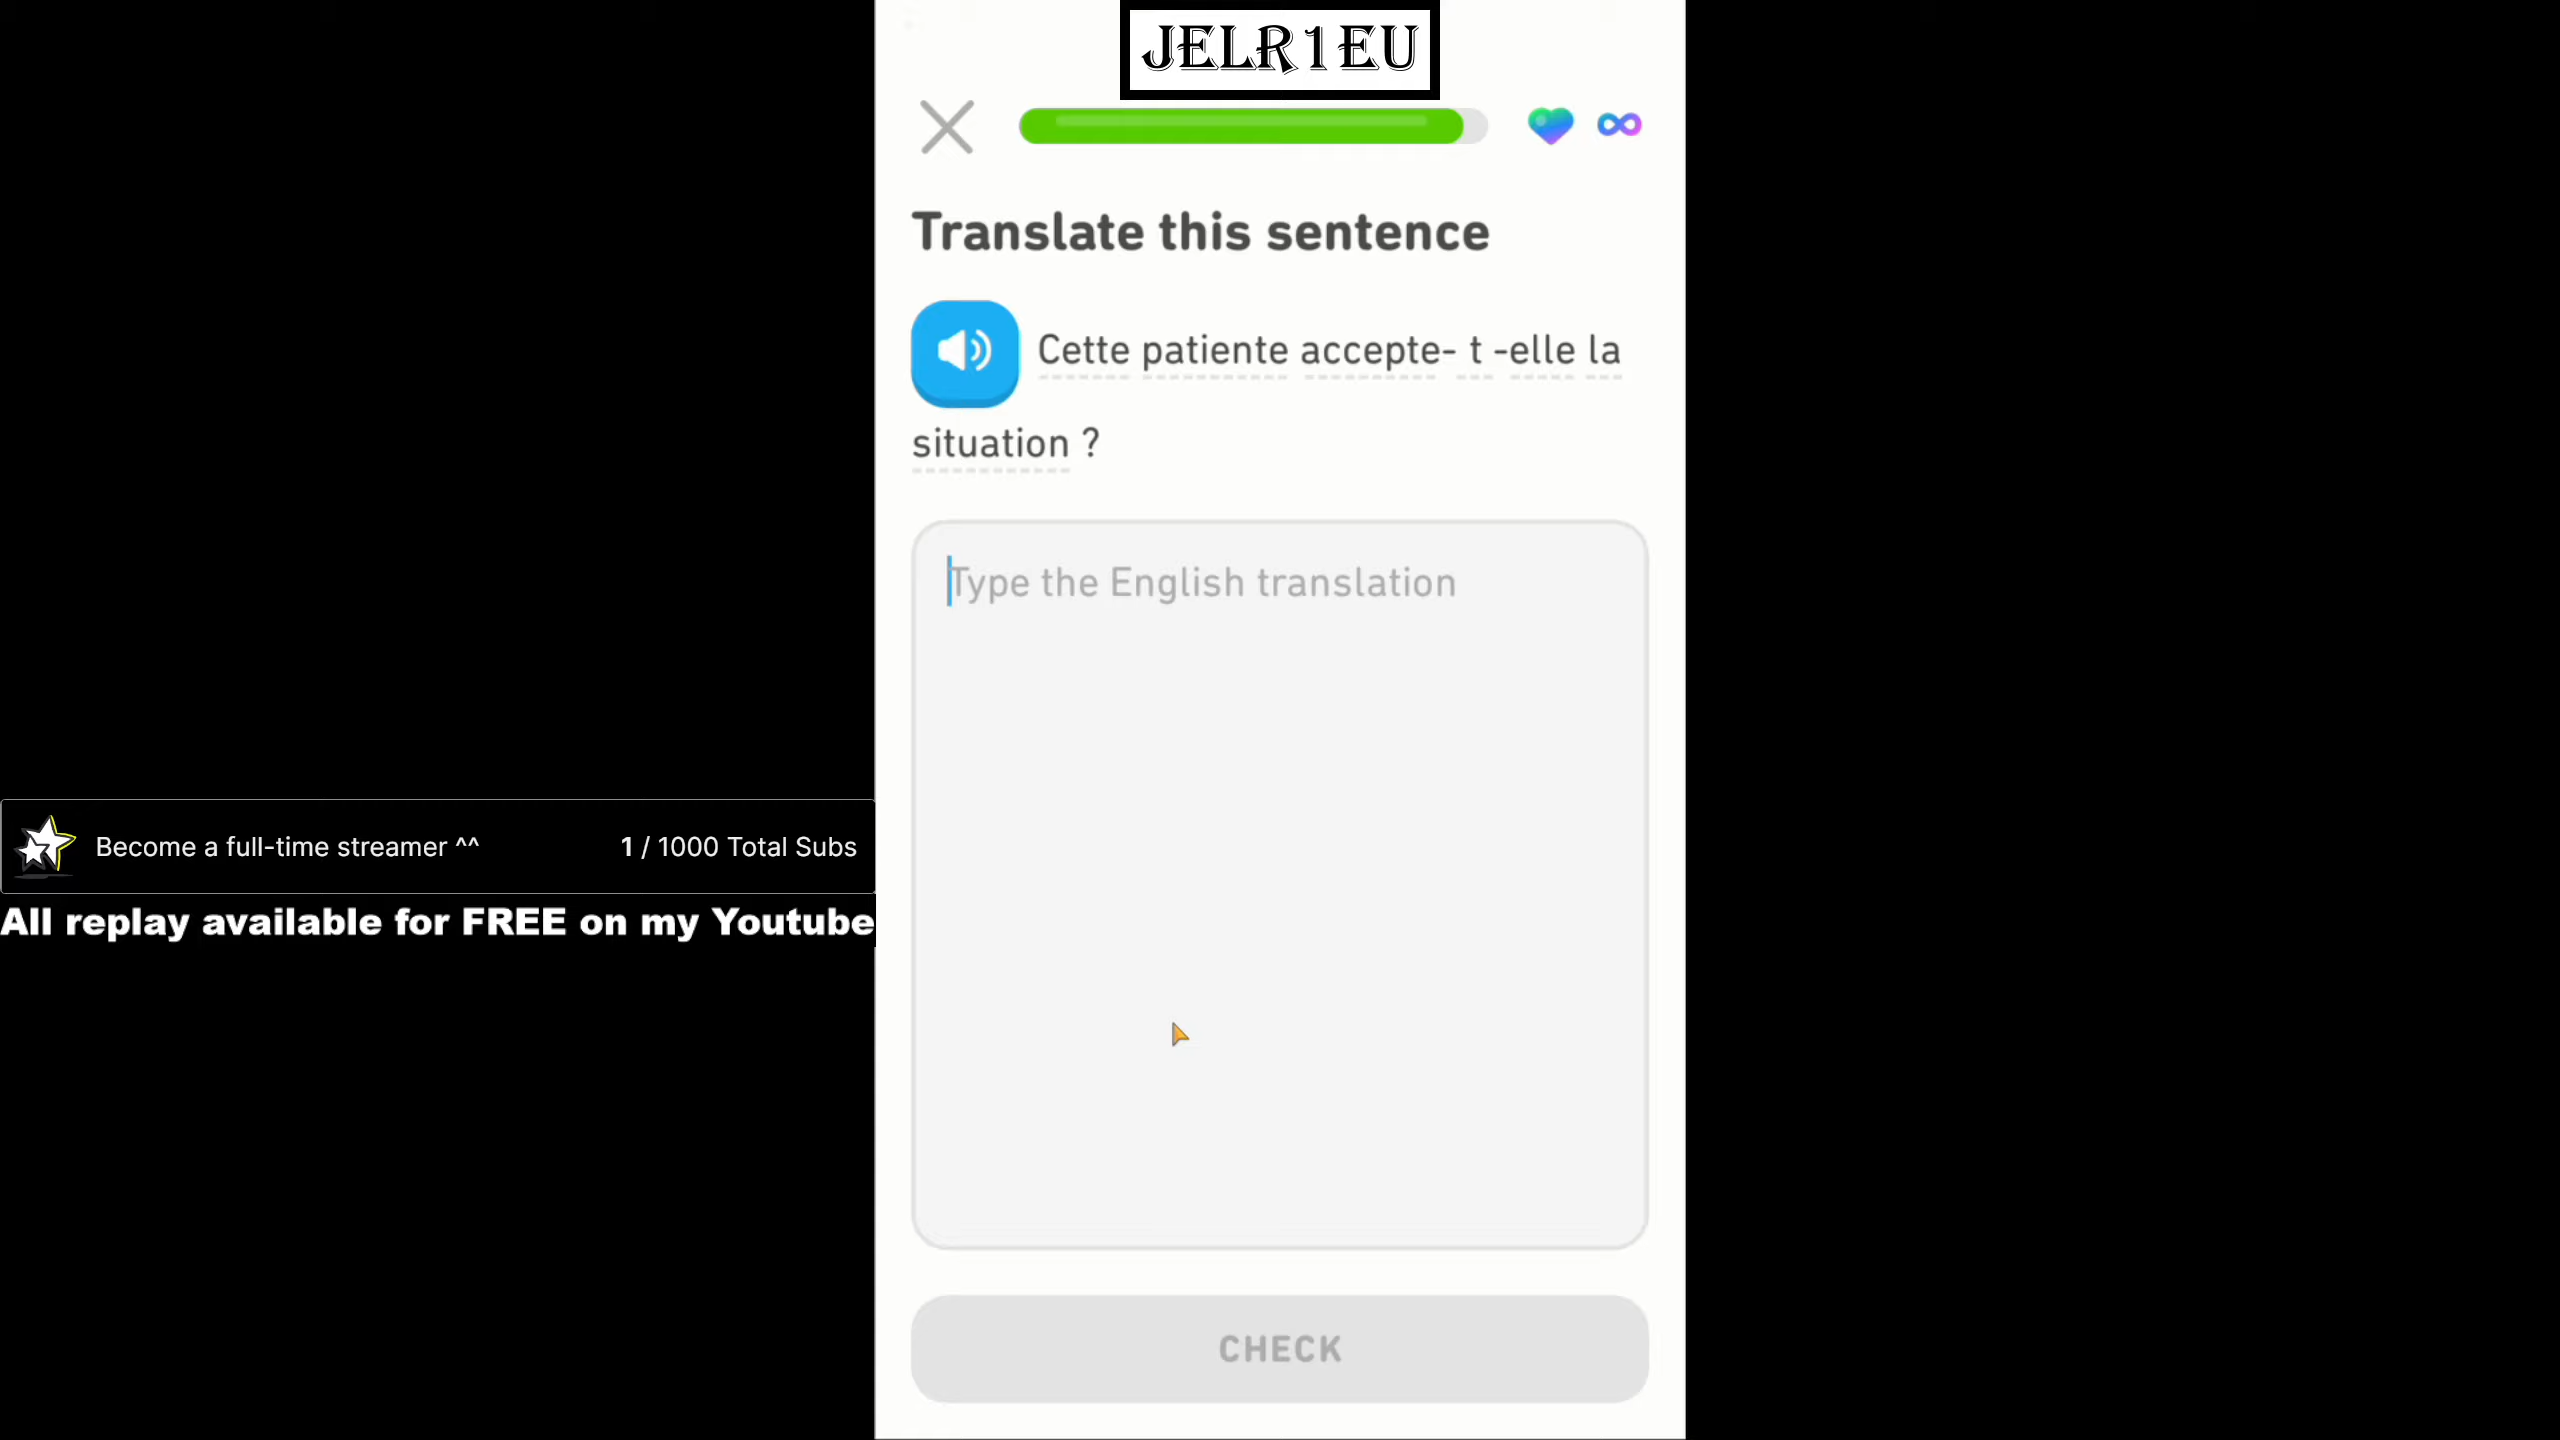 JELR1EU
Translate this sentence
Cette patiente accepte- t -elle la
situation ?
Type the English translation
Become a full-time streamer ^^ 1 / 1000 Total Subs
All replay available for FREE on my Youtube
CHECK